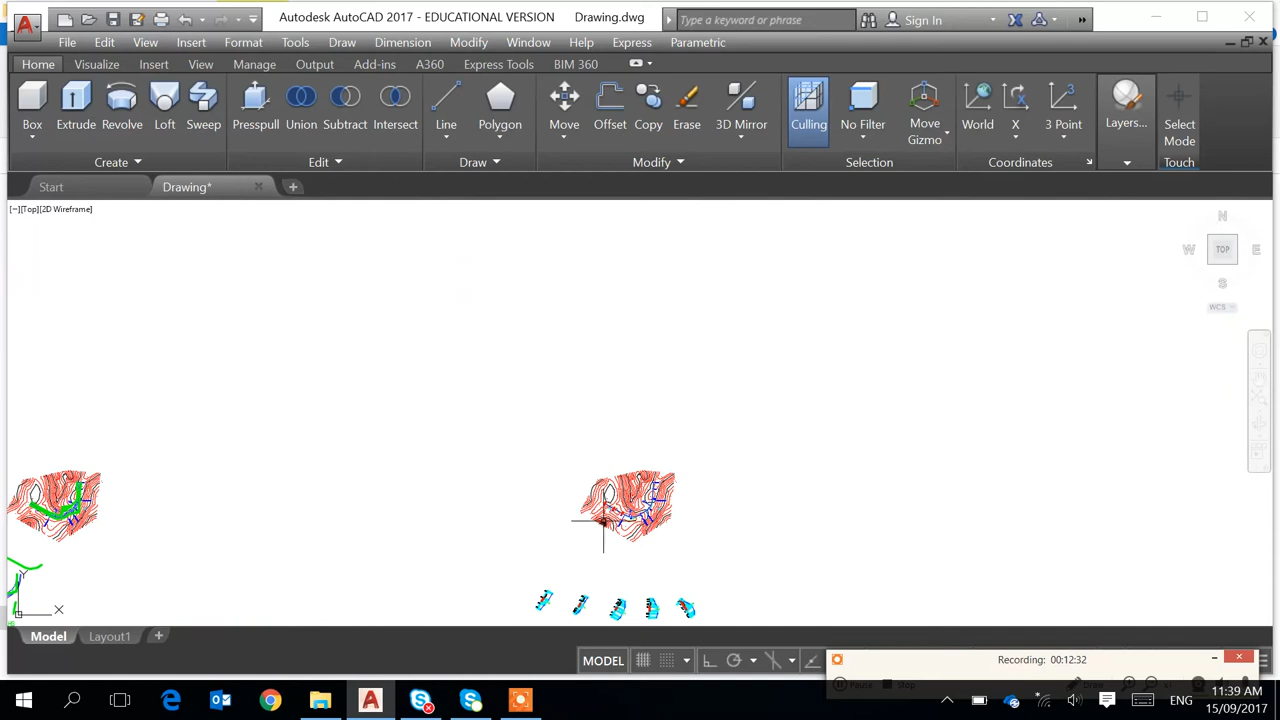 Autodesk AutoCAD 2017 - EDUCATIONAL VERSION Drawing.dwg Type a keyword or phrase Sign In
File Edit View Insert Format Tools Draw Dimension Modify Window Help Express Parametric
Home Visualize Insert View Manage Output Add-ins A360 Express Tools BIM 360
Box Extrude Revolve Loft Sweep Presspull Union Subtract Intersect Line Polygon Move Offset Copy Erase 3D Mirror Culling No Filter Move Gizmo World X 3 Point Layers... Select Mode
Create Edit Draw Modify Selection Coordinates Touch
Start Drawing*
[−][Top][2D Wireframe]
N
W TOP E
S
WCS
Y
X
Model Layout1
MODEL
Recording: 00:12:32
Pause Stop Draw
ENG 11:39 AM
15/09/2017